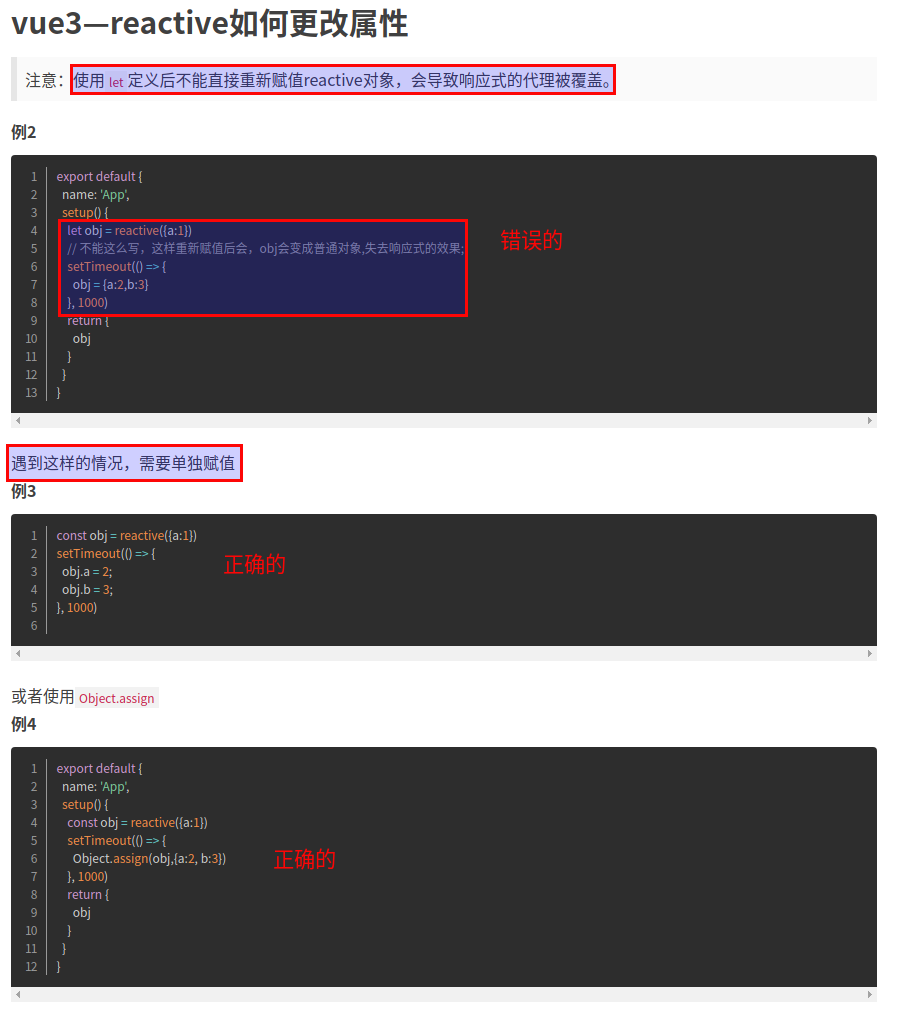 vue3—reactive如何更改属性
注意：使用 let 定义后不能直接重新赋值reactive对象，会导致响应式的代理被覆盖。
例2
1 export default {
2 name: 'App',
3 setup() {
4 let obj = reactive({a:1})
5 // 不能这么写，这样重新赋值后会，obj会变成普通对象,失去响应式的效果;
错误的
6 setTimeout(() => {
7 obj = {a:2,b:3}
8 }, 1000)
9 return {
10 obj
11 }
12 }
13 }
遇到这样的情况，需要单独赋值
例3
1 const obj = reactive({a:1})
2 setTimeout(() => {
3 obj.a = 2;
正确的
4 obj.b = 3;
5 }, 1000)
6
或者使用 Object.assign
例4
1 export default {
2 name: 'App',
3 setup() {
4 const obj = reactive({a:1})
5 setTimeout(() => {
6 Object.assign(obj,{a:2, b:3})
正确的
7 }, 1000)
8 return {
9 obj
10 }
11 }
12 }